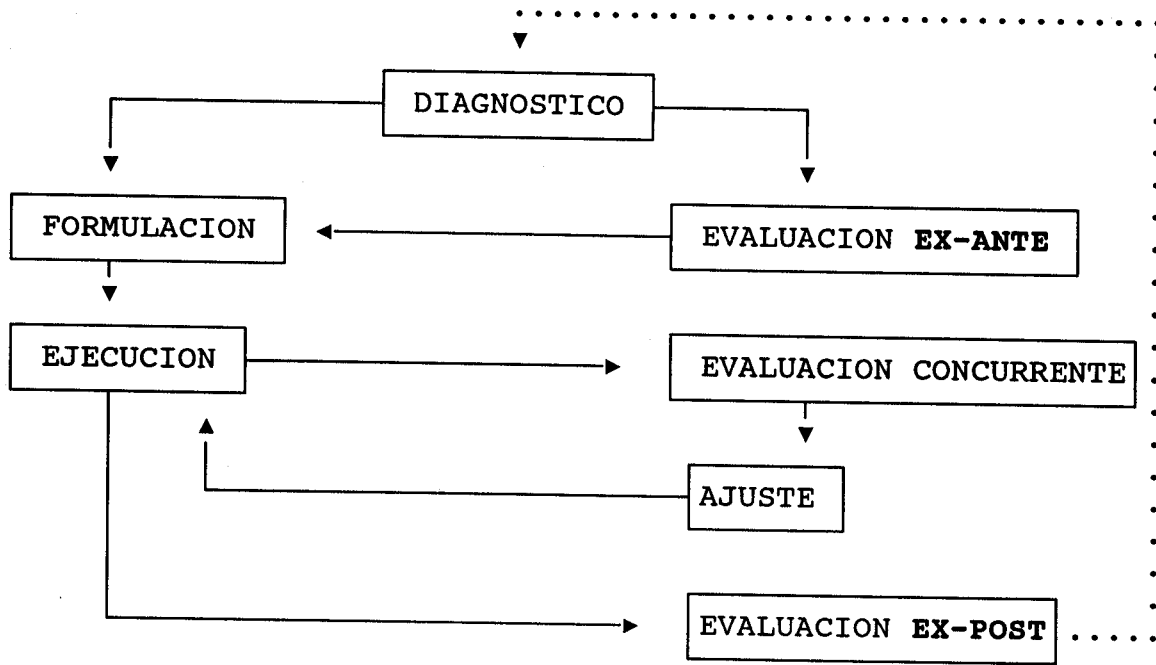 DIAGNOSTICO
FORMULACION
EVALUACION EX-ANTE
EJECUCION
EVALUACION CONCURRENTE
AJUSTE
EVALUACION EX-POST